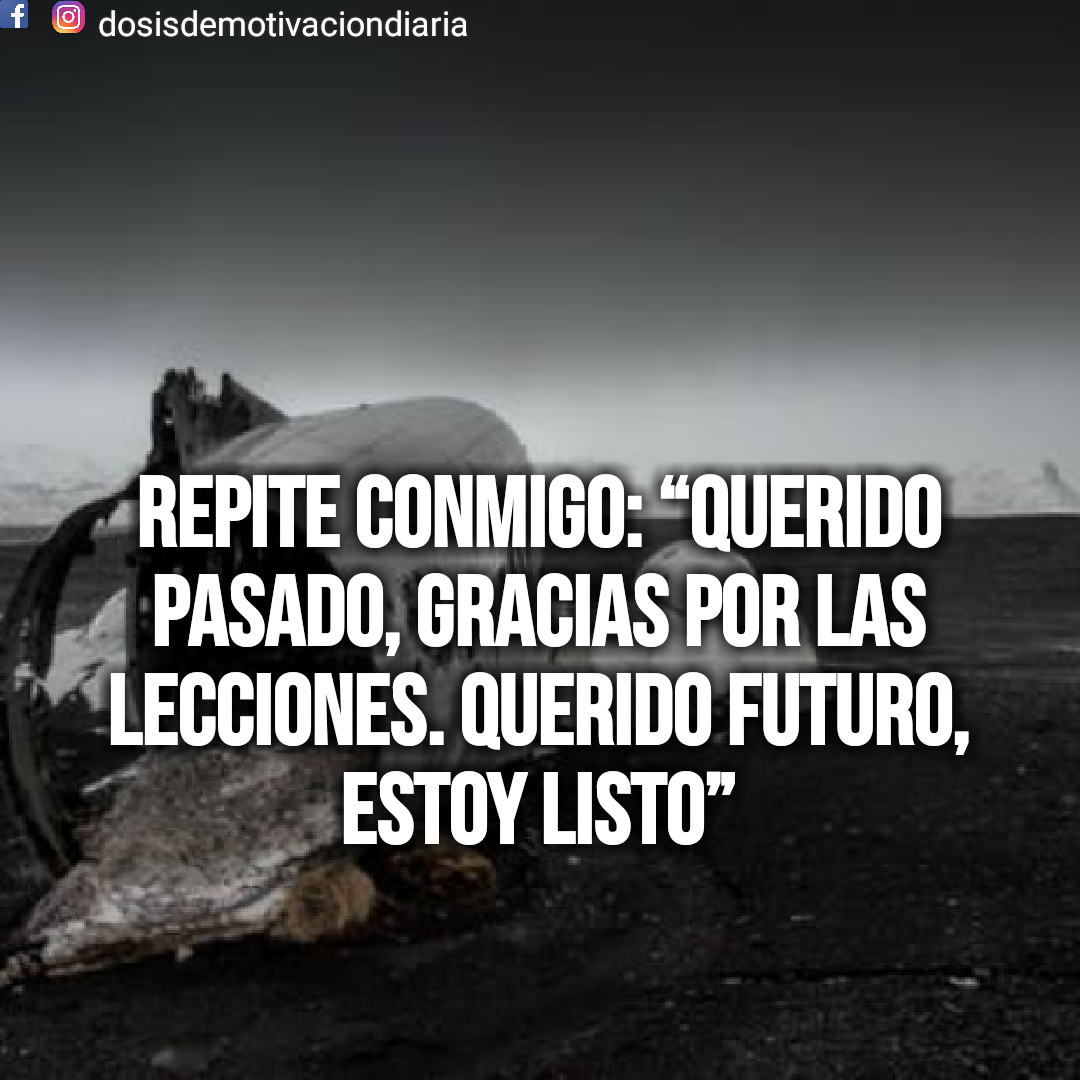 dosisdemotivaciondiaria
REPITE CONMIGO: “QUERIDO
PASADO, GRACIAS POR LAS
LECCIONES. QUERIDO FUTURO,
ESTOY LISTO”